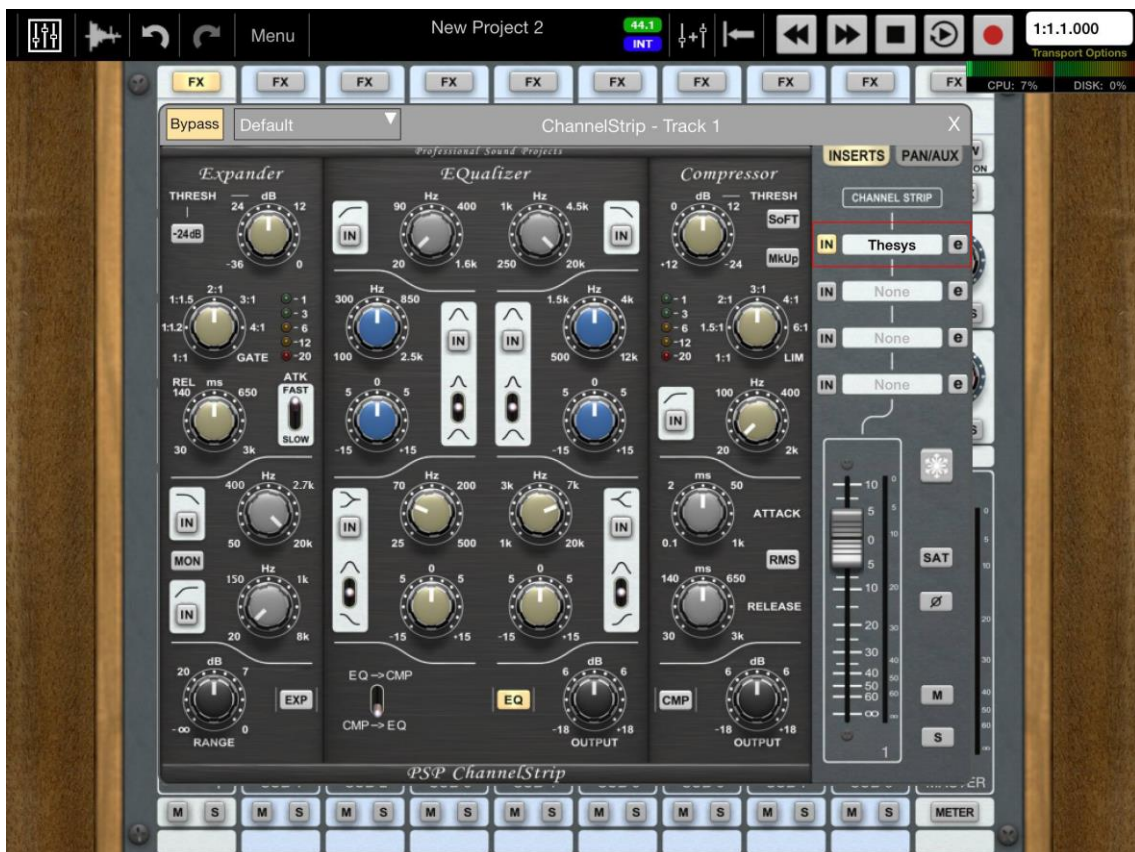 Menu
New Project 2
44.1
INT
1:1.1.000
Transport Options
CPU: 7% DISK: 0%
FX FX FX FX FX FX FX FX FX FX
Bypass Default ChannelStrip - Track 1 X
Professional Sound Projects
INSERTS PAN/AUX
Expander
THRESH
dB
24 12
-24dB
-36 0
2:1
1:1.5 3:1
1:1.2 4:1
1:1 GATE
-1
-3
-6
-12
-20
REL ms
140 650
30 3k
ATK
FAST
SLOW
Hz
400 2.7k
IN
50 20k
MON
Hz
150 1k
IN
20 8k
dB
20 7
-∞ 0
RANGE
EXP
EQualizer
Hz
90 400
IN
20 1.6k
Hz
1k 4.5k
IN
250 20k
Hz
300 850
IN
100 2.5k
Hz
1.5k 4k
IN
500 12k
0
5 5
-15 +15
0
5 5
-15 +15
Hz
70 200
IN
25 500
Hz
3k 7k
IN
1k 20k
0
5 5
-15 +15
0
5 5
-15 +15
EQ->CMP
CMP->EQ
EQ
dB
6 6
-18 +18
OUTPUT
Compressor
dB THRESH
0 12
SoFT
MkUp
+12 -24
3:1
2:1 4:1
1.5:1 6:1
1:1 LIM
-1
-3
-6
-12
-20
Hz
100 400
IN
20 2k
ms
2 50
ATTACK
0.1 1k
RMS
ms
140 650
RELEASE
30 3k
dB
6 6
CMP
-18 +18
OUTPUT
PSP ChannelStrip
CHANNEL STRIP
IN Thesys e
IN None e
IN None e
IN None e
10
5
0
5
10
20
30
40
50
60
∞
SAT
Ø
M
S
1
M S M S M S M S M S M S M S M S M S METER